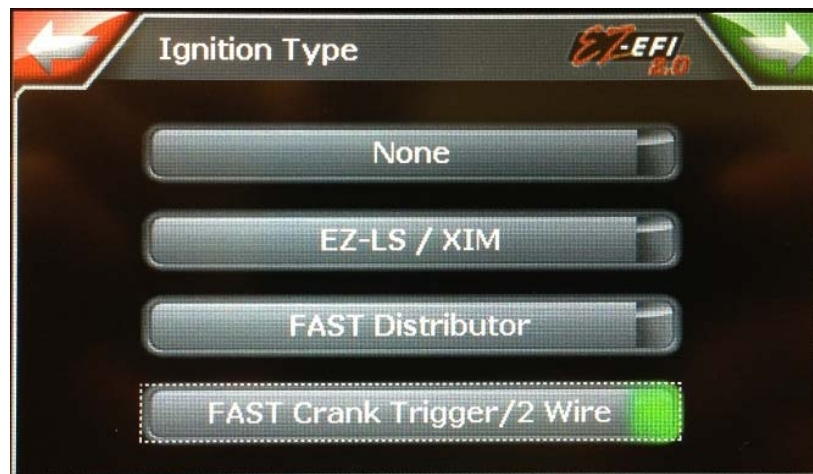 Ignition Type
EZ-EFI
2.0
None
EZ-LS / XIM
FAST Distributor
FAST Crank Trigger/2 Wire